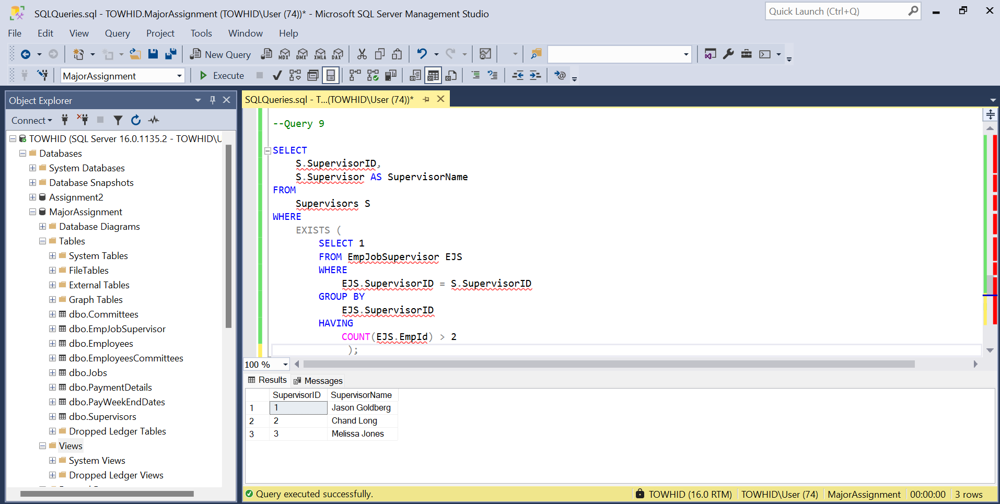 SQLQueries.sql - TOWHID.MajorAssignment (TOWHID\User (74))* - Microsoft SQL Server Management Studio
Quick Launch (Ctrl+Q)
File Edit View Query Project Tools Window Help
New Query MDX DMX XMLA DAX
MajorAssignment Execute
Object Explorer
Connect
TOWHID (SQL Server 16.0.1135.2 - TOWHID\U
Databases
System Databases
Database Snapshots
Assignment2
MajorAssignment
Database Diagrams
Tables
System Tables
FileTables
External Tables
Graph Tables
dbo.Committees
dbo.EmpJobSupervisor
dbo.Employees
dbo.EmployeesCommittees
dbo.Jobs
dbo.PaymentDetails
dbo.PayWeekEndDates
dbo.Supervisors
Dropped Ledger Tables
Views
System Views
Dropped Ledger Views
SQLQueries.sql - T...(TOWHID\User (74))*
--Query 9
SELECT
S.SupervisorID,
S.Supervisor AS SupervisorName
FROM
Supervisors S
WHERE
EXISTS (
SELECT 1
FROM EmpJobSupervisor EJS
WHERE
EJS.SupervisorID = S.SupervisorID
GROUP BY
EJS.SupervisorID
HAVING
COUNT(EJS.EmpId) > 2
);
100 %
Results Messages
SupervisorID SupervisorName
1 1 Jason Goldberg
2 2 Chand Long
3 3 Melissa Jones
Query executed successfully. TOWHID (16.0 RTM) TOWHID\User (74) MajorAssignment 00:00:00 3 rows